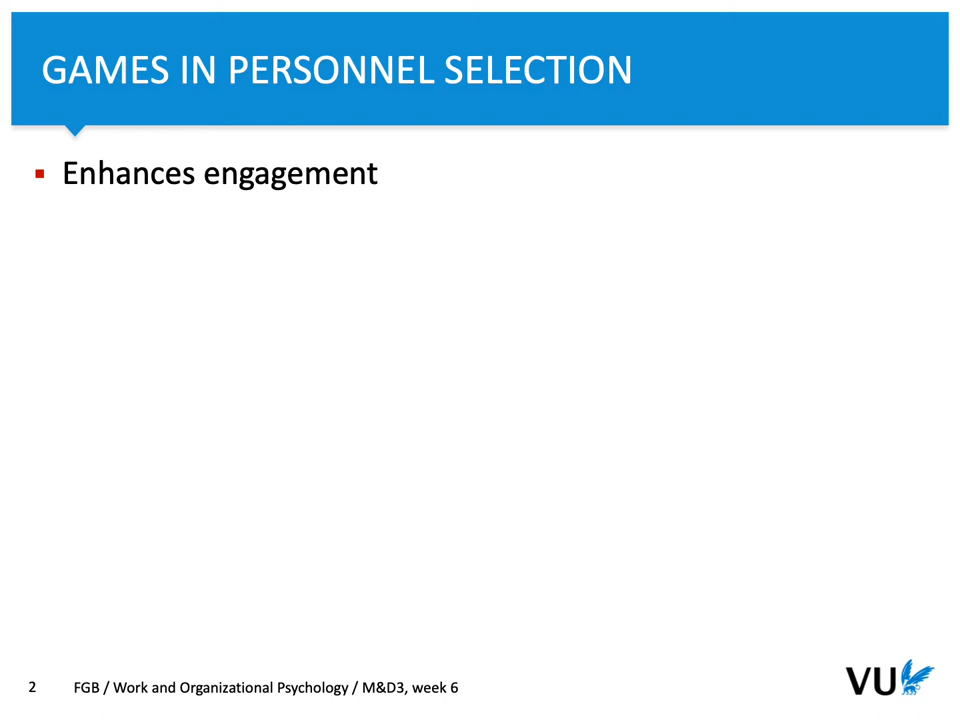 GAMES IN PERSONNEL SELECTION
Enhances engagement
2 FGB / Work and Organizational Psychology / M&D3, week 6
VU